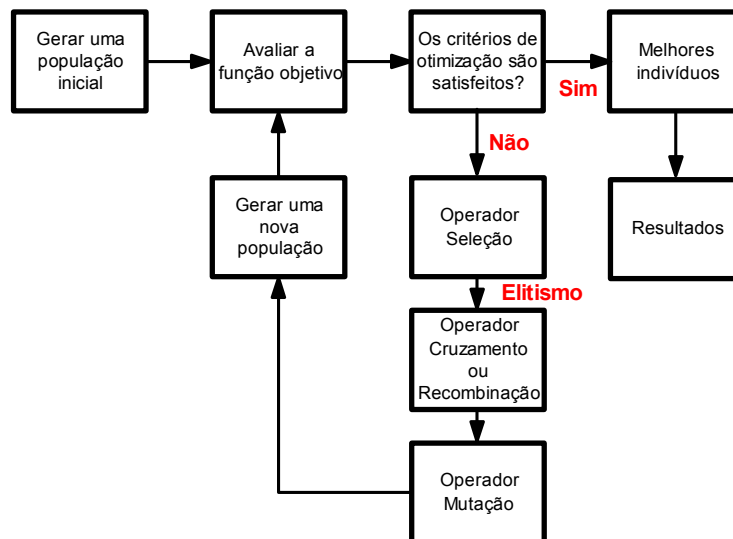 Gerar uma
população
inicial
Avaliar a
função objetivo
Os critérios de
otimização são
satisfeitos?
Sim
Melhores
indivíduos
Não
Gerar uma
nova
população
Operador
Seleção
Resultados
Elitismo
Operador
Cruzamento
ou
Recombinação
Operador
Mutação